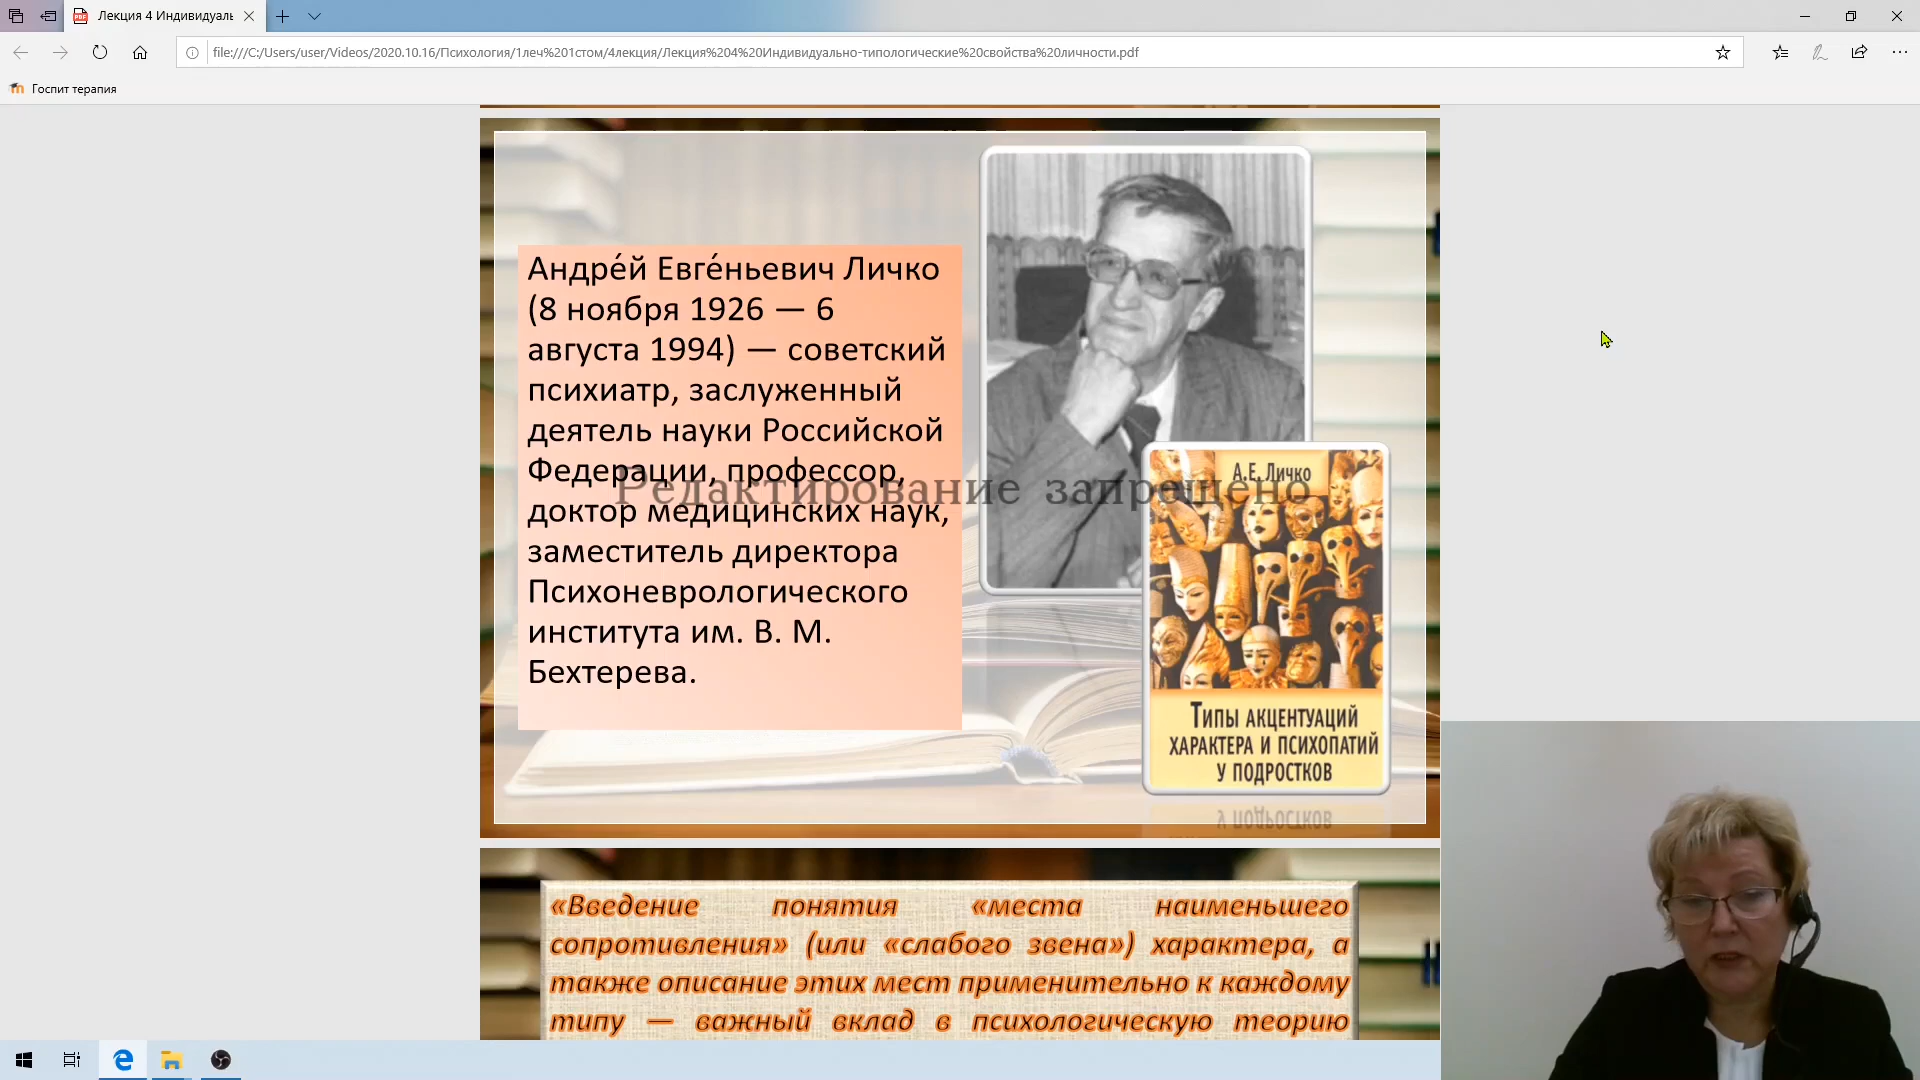 Лекция 4 Индивидуаль
file:///C:/Users/user/Videos/2020.10.16/Психология/1леч%201стом/4лекция/Лекция%204%20Индивидуально-типологические%20свойства%20личности.pdf
Госпит терапия
Андре́й Евге́ньевич Личко
(8 ноября 1926 — 6
августа 1994) — советский
психиатр, заслуженный
деятель науки Российской
Федерации, профессор,
доктор медицинских наук,
заместитель директора
Психоневрологического
института им. В. М.
Бехтерева.
Редактирование запрещено
А.Е. Личко
Типы акцентуаций
характера и психопатий
у подростков
«Введение понятия «места наименьшего
сопротивления» (или «слабого звена») характера, а
также описание этих мест применительно к каждому
типу — важный вклад в психологическую теорию